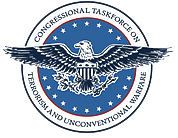 CONGRESSIONAL TASKFORCE ON
TERRORISM AND UNCONVENTIONAL WARFARE